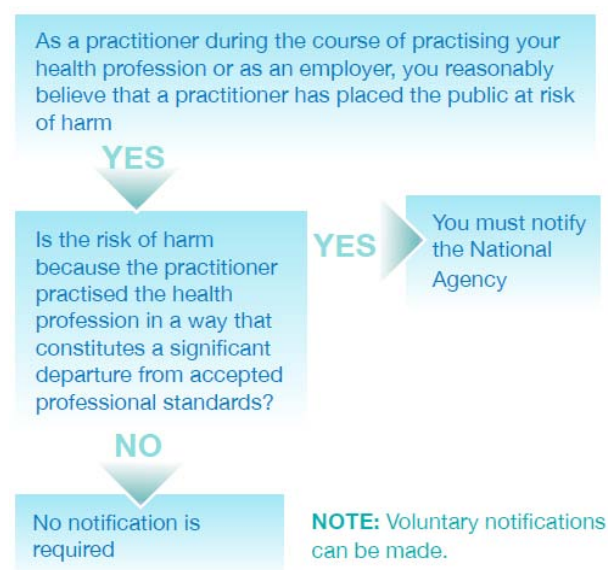 As a practitioner during the course of practising your
health profession or as an employer, you reasonably
believe that a practitioner has placed the public at risk
of harm
YES
Is the risk of harm
because the practitioner
practised the health
profession in a way that
constitutes a significant
departure from accepted
professional standards?
YES
You must notify
the National
Agency
NO
No notification is
required
NOTE: Voluntary notifications
can be made.